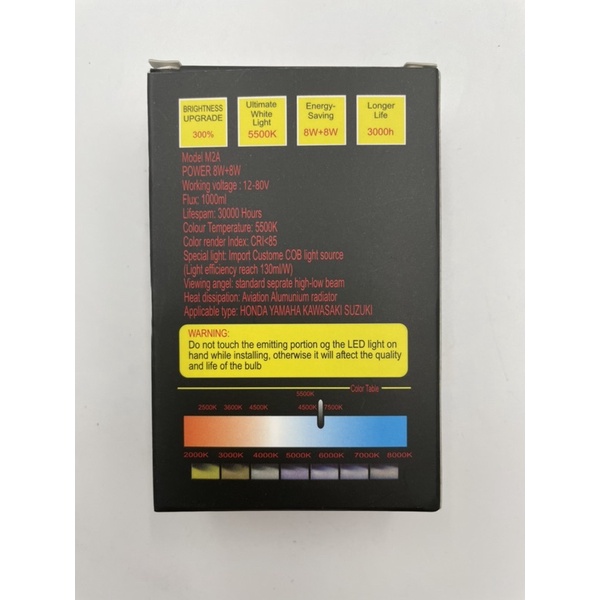 BRIGHTNESS
UPGRADE
300%
Ultimate
White
Light
5500K
Energy-
Saving
8W+8W
Longer
Life
3000h
Model M2A
POWER 8W+8W
Working voltage : 12-80V
Flux: 1000ml
Lifespam: 30000 Hours
Colour Temperature: 5500K
Color render Index: CRI<85
Special light: Import Custome COB light source
(Light efficiency reach 130ml/W)
Viewing angel: standard seprate high-low beam
Heat dissipation: Aviation Alumunium radiator
Applicable type: HONDA YAMAHA KAWASAKI SUZUKI
WARNING:
Do not touch the emitting portion og the LED light on
hand while installing, otherwise it will affect the quality
and life of the bulb
Color Table
5500K
2500K 3600K 4800K 4500K 7500K
2000K 3000K 4000K 5000K 6000K 7000K 8000K